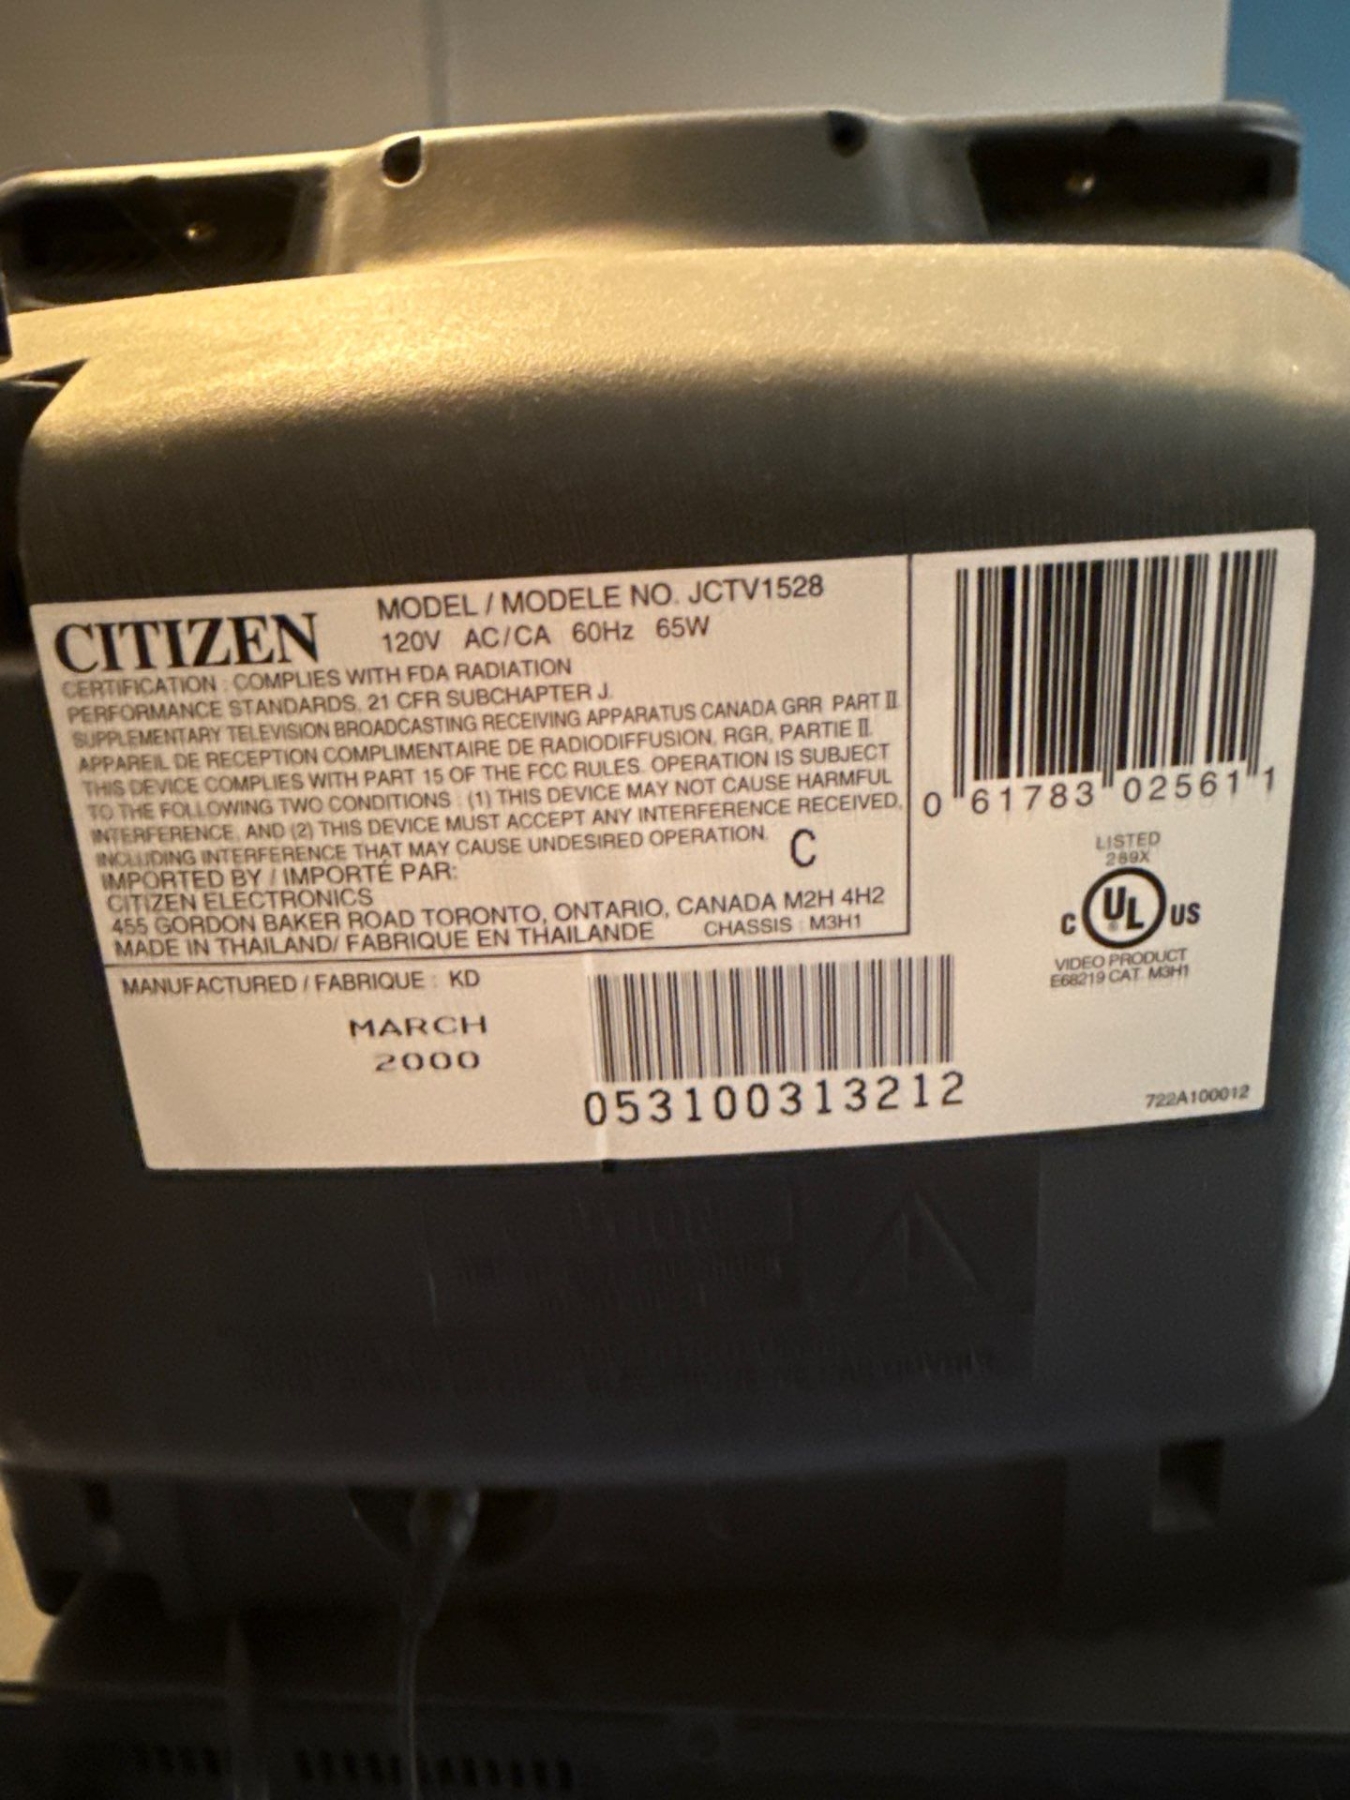 CITIZEN
MODEL / MODELE NO. JCTV1528
120V AC/CA 60Hz 65W
CERTIFICATION : COMPLIES WITH FDA RADIATION
PERFORMANCE STANDARDS, 21 CFR SUBCHAPTER J.
SUPPLEMENTARY TELEVISION BROADCASTING RECEIVING APPARATUS CANADA GRR PART II.
APPAREIL DE RECEPTION COMPLIMENTAIRE DE RADIODIFFUSION, RGR, PARTIE II.
THIS DEVICE COMPLIES WITH PART 15 OF THE FCC RULES. OPERATION IS SUBJECT
TO THE FOLLOWING TWO CONDITIONS : (1) THIS DEVICE MAY NOT CAUSE HARMFUL
INTERFERENCE, AND (2) THIS DEVICE MUST ACCEPT ANY INTERFERENCE RECEIVED,
INCLUDING INTERFERENCE THAT MAY CAUSE UNDESIRED OPERATION.
C
IMPORTED BY / IMPORTÉ PAR:
CITIZEN ELECTRONICS
455 GORDON BAKER ROAD TORONTO, ONTARIO, CANADA M2H 4H2
MADE IN THAILAND/ FABRIQUE EN THAILANDE CHASSIS : M3H1
MANUFACTURED / FABRIQUE : KD
MARCH
2000
053100313212
0 61783 02561 1
LISTED
289X
C UL ® US
VIDEO PRODUCT
E68219 CAT. M3H1
722A100012